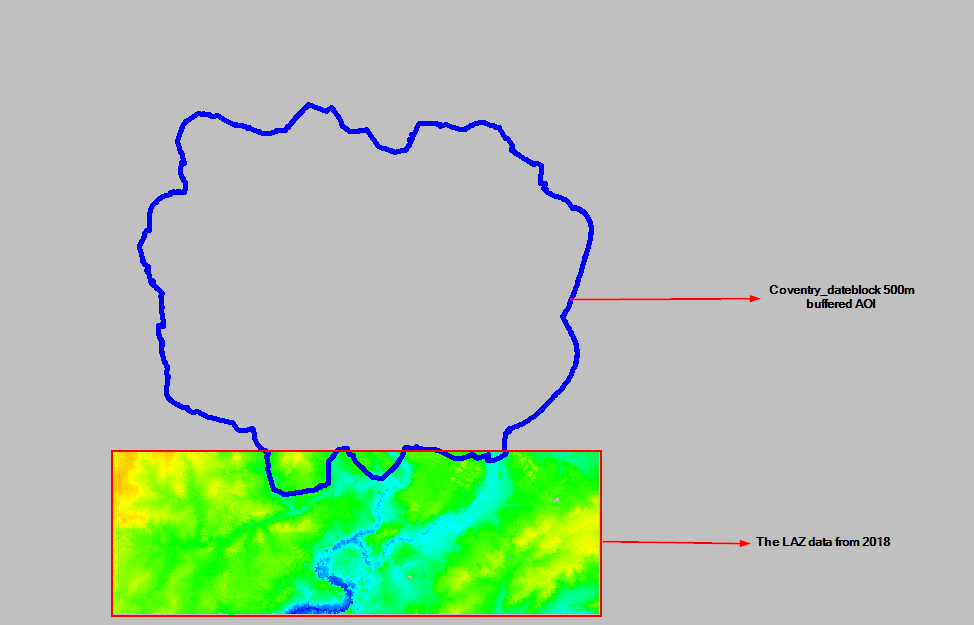 Coventry_dateblock 500m
buffered AOI
The LAZ data from 2018